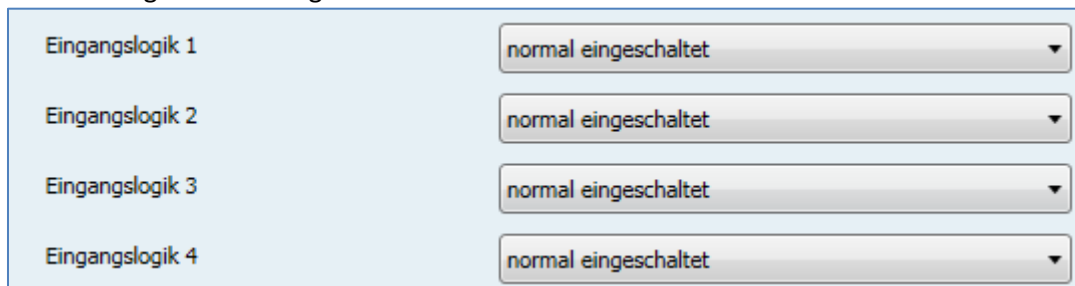 Eingangslogik 1 normal eingeschaltet
Eingangslogik 2 normal eingeschaltet
Eingangslogik 3 normal eingeschaltet
Eingangslogik 4 normal eingeschaltet